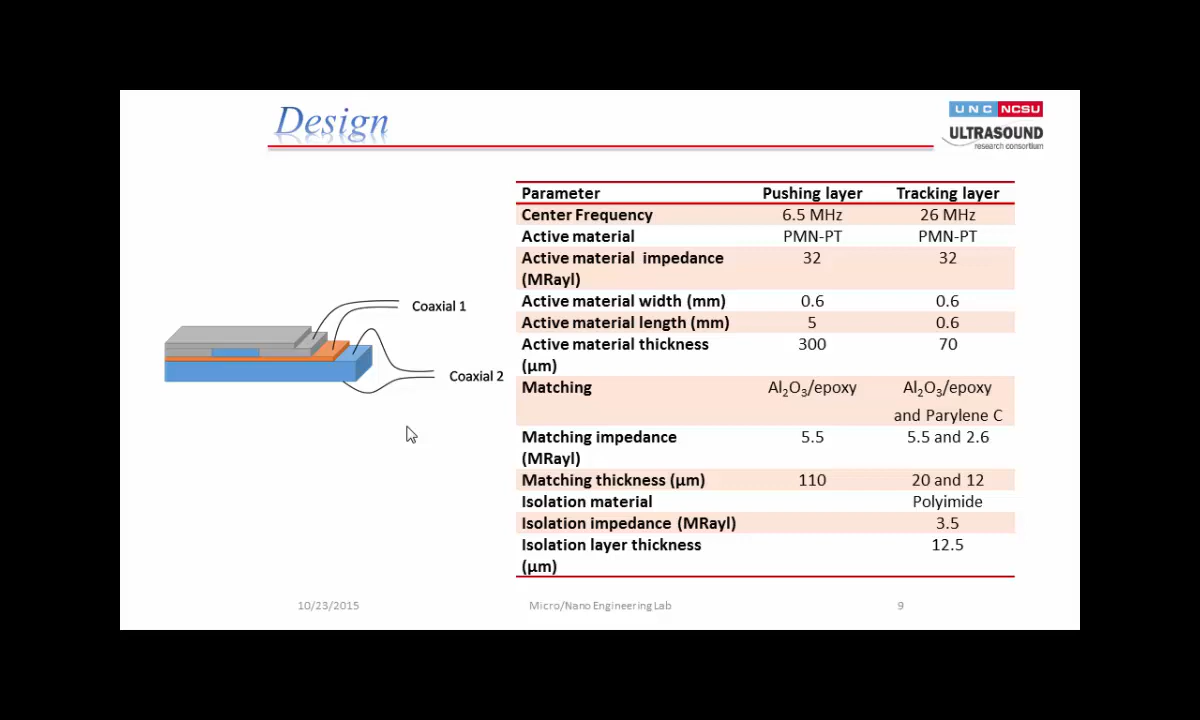 Design
UNC NCSU
ULTRASOUND
research consortium
Coaxial 1
Coaxial 2
Parameter Pushing layer Tracking layer
Center Frequency 6.5 MHz 26 MHz
Active material PMN-PT PMN-PT
Active material impedance 32 32
(MRayl)
Active material width (mm) 0.6 0.6
Active material length (mm) 5 0.6
Active material thickness 300 70
(µm)
Matching Al₂O₃/epoxy Al₂O₃/epoxy
and Parylene C
Matching impedance 5.5 5.5 and 2.6
(MRayl)
Matching thickness (µm) 110 20 and 12
Isolation material Polyimide
Isolation impedance (MRayl) 3.5
Isolation layer thickness 12.5
(µm)
10/23/2015 Micro/Nano Engineering Lab 9